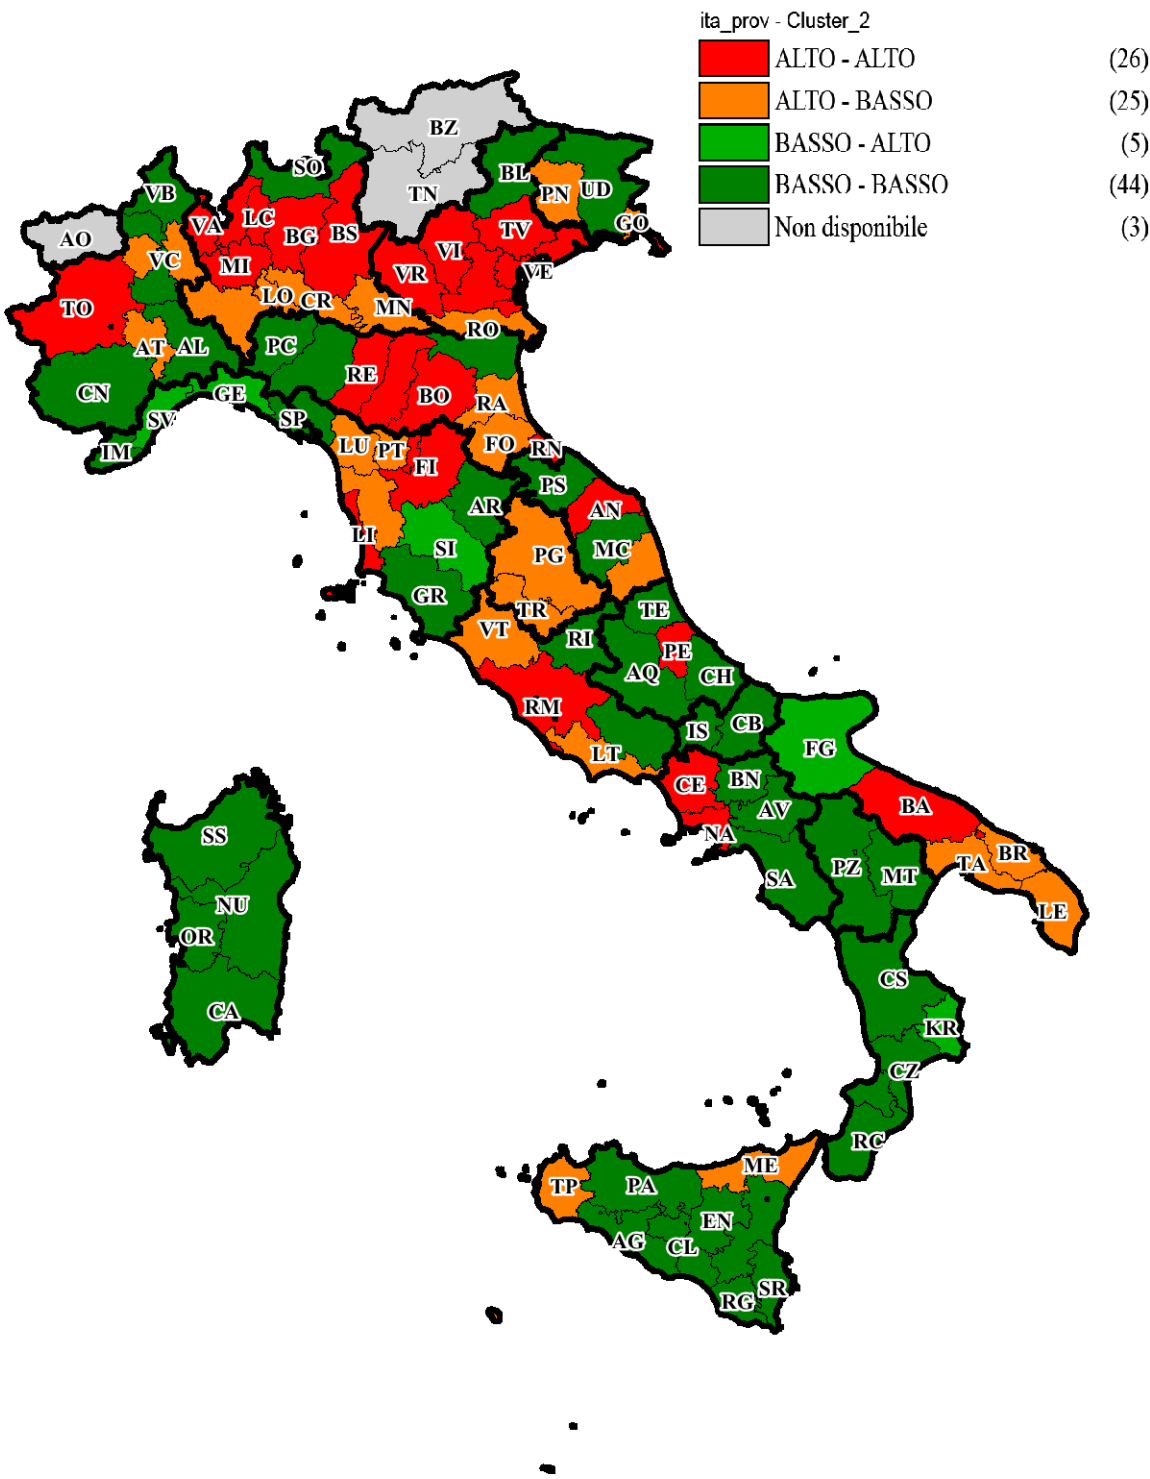 ita_prov - Cluster_2
ALTO - ALTO (26)
ALTO - BASSO (25)
BASSO - ALTO (5)
BASSO - BASSO (44)
Non disponibile (3)
BZ
SO
BL
TN
VB
PN UD
VA LC
BG BS
TV
GO
AO
VI
VC
MI
VR
VE
TO
LO CR MN
RO
AT AL
PC
RE
CN
GE
BO
RA
SV
SP
LU PT
FO RN
IM
FI
PS
AR
AN
LI
SI
PG
MC
GR
TR
TE
VT
RI
PE
AQ
CH
RM
IS
CB
LT
FG
CE
BN
BA
AV
NA
SS
BR
TA
PZ
MT
SA
NU
LE
OR
CS
CA
KR
CZ
RC
ME
TP
PA
EN
AG
CL
SR
RG